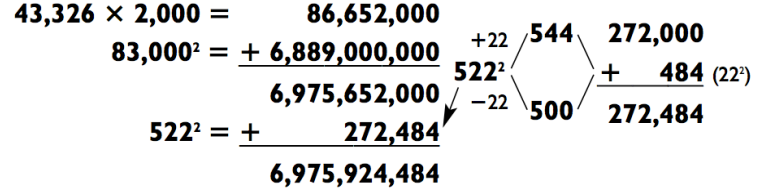 43,326 × 2,000 = 86,652,000
83,000² = + 6,889,000,000
6,975,652,000
522² = + 272,484
6,975,924,484
+22 544 272,000
522² + 484 (22²)
−22 500 272,484